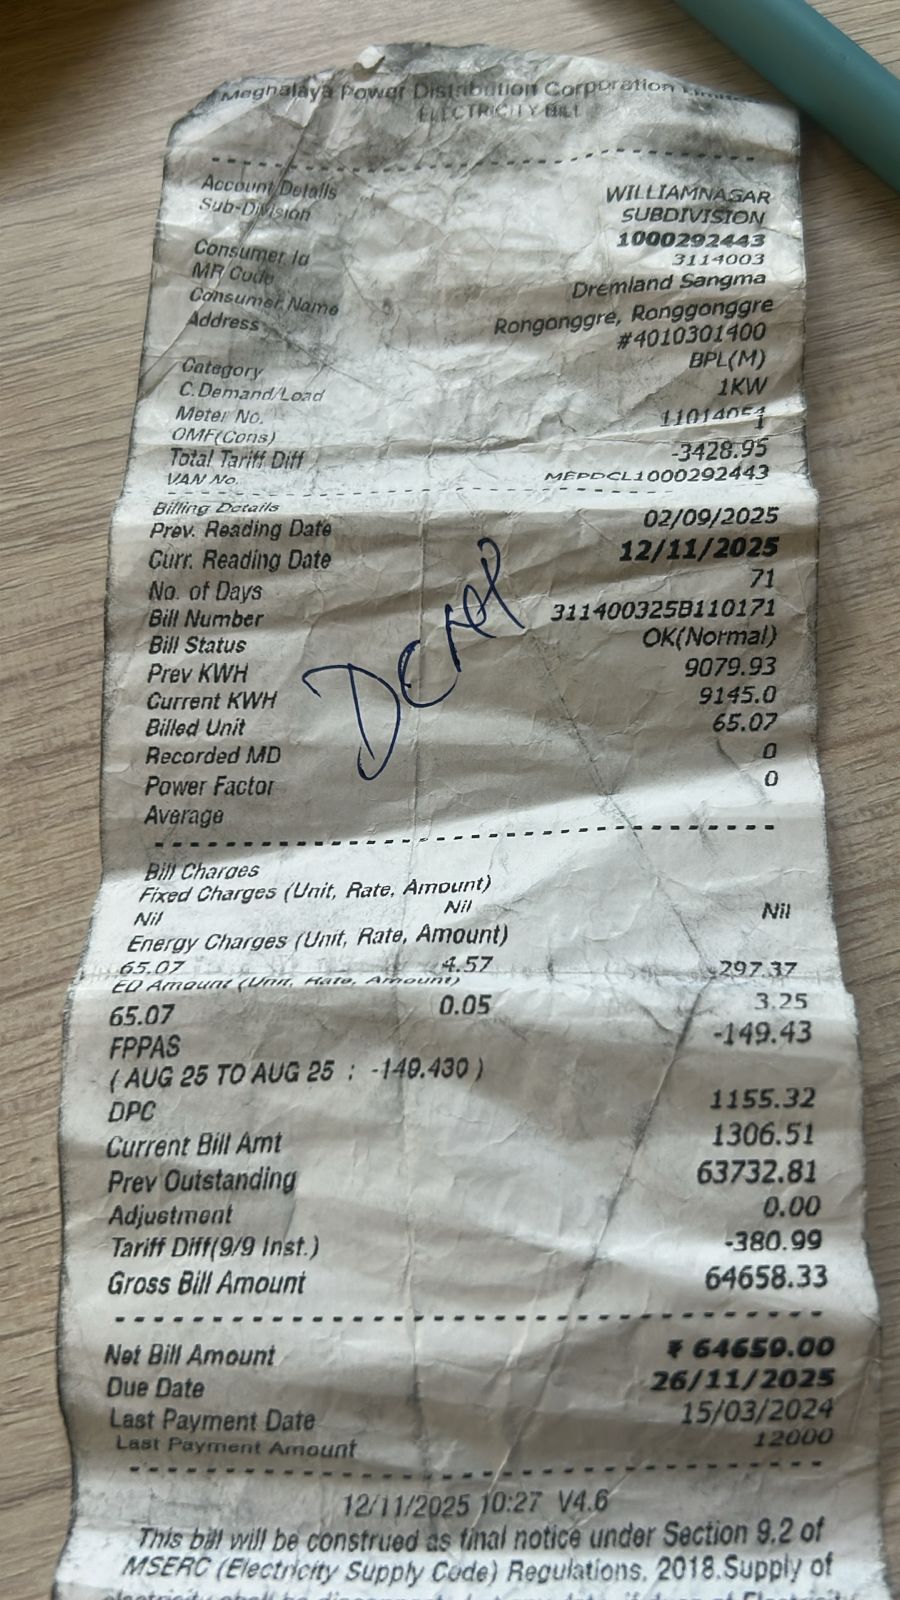 Meghalaya Power Distribution Corporation Limited
ELECTRICITY BILL
Account Details
Sub-Division WILLIAMNAGAR
SUBDIVISION
Consumer Id 1000292443
MR Code 3114003
Consumer Name Dremland Sangma
Address Rongonggre, Ronggonggre
#4010301400
Category BPL(M)
C.Demand/Load 1KW
Meter No. 11014054
OMF(Cons) 1
Total Tariff Diff -3428.95
VAN No. MEPDCL1000292443
Billing Details
Prev. Reading Date 02/09/2025
Curr. Reading Date 12/11/2025
No. of Days 71
Bill Number 311400325B110171
Bill Status OK(Normal)
Prev KWH 9079.93
Current KWH 9145.0
Billed Unit 65.07
Recorded MD 0
Power Factor 0
Average
Bill Charges
Fixed Charges (Unit, Rate, Amount)
Nil Nil Nil
Energy Charges (Unit, Rate, Amount)
65.07 4.57 297.37
ED Amount (Unit, Rate, Amount)
65.07 0.05 3.25
FPPAS -149.43
( AUG 25 TO AUG 25 : -149.430 )
DPC 1155.32
Current Bill Amt 1306.51
Prev Outstanding 63732.81
Adjustment 0.00
Tariff Diff(9/9 Inst.) -380.99
Gross Bill Amount 64658.33
Net Bill Amount ₹ 64659.00
Due Date 26/11/2025
Last Payment Date 15/03/2024
Last Payment Amount 12000
12/11/2025 10:27 V4.6
This bill will be construed as final notice under Section 9.2 of
MSERC (Electricity Supply Code) Regulations, 2018.Supply of